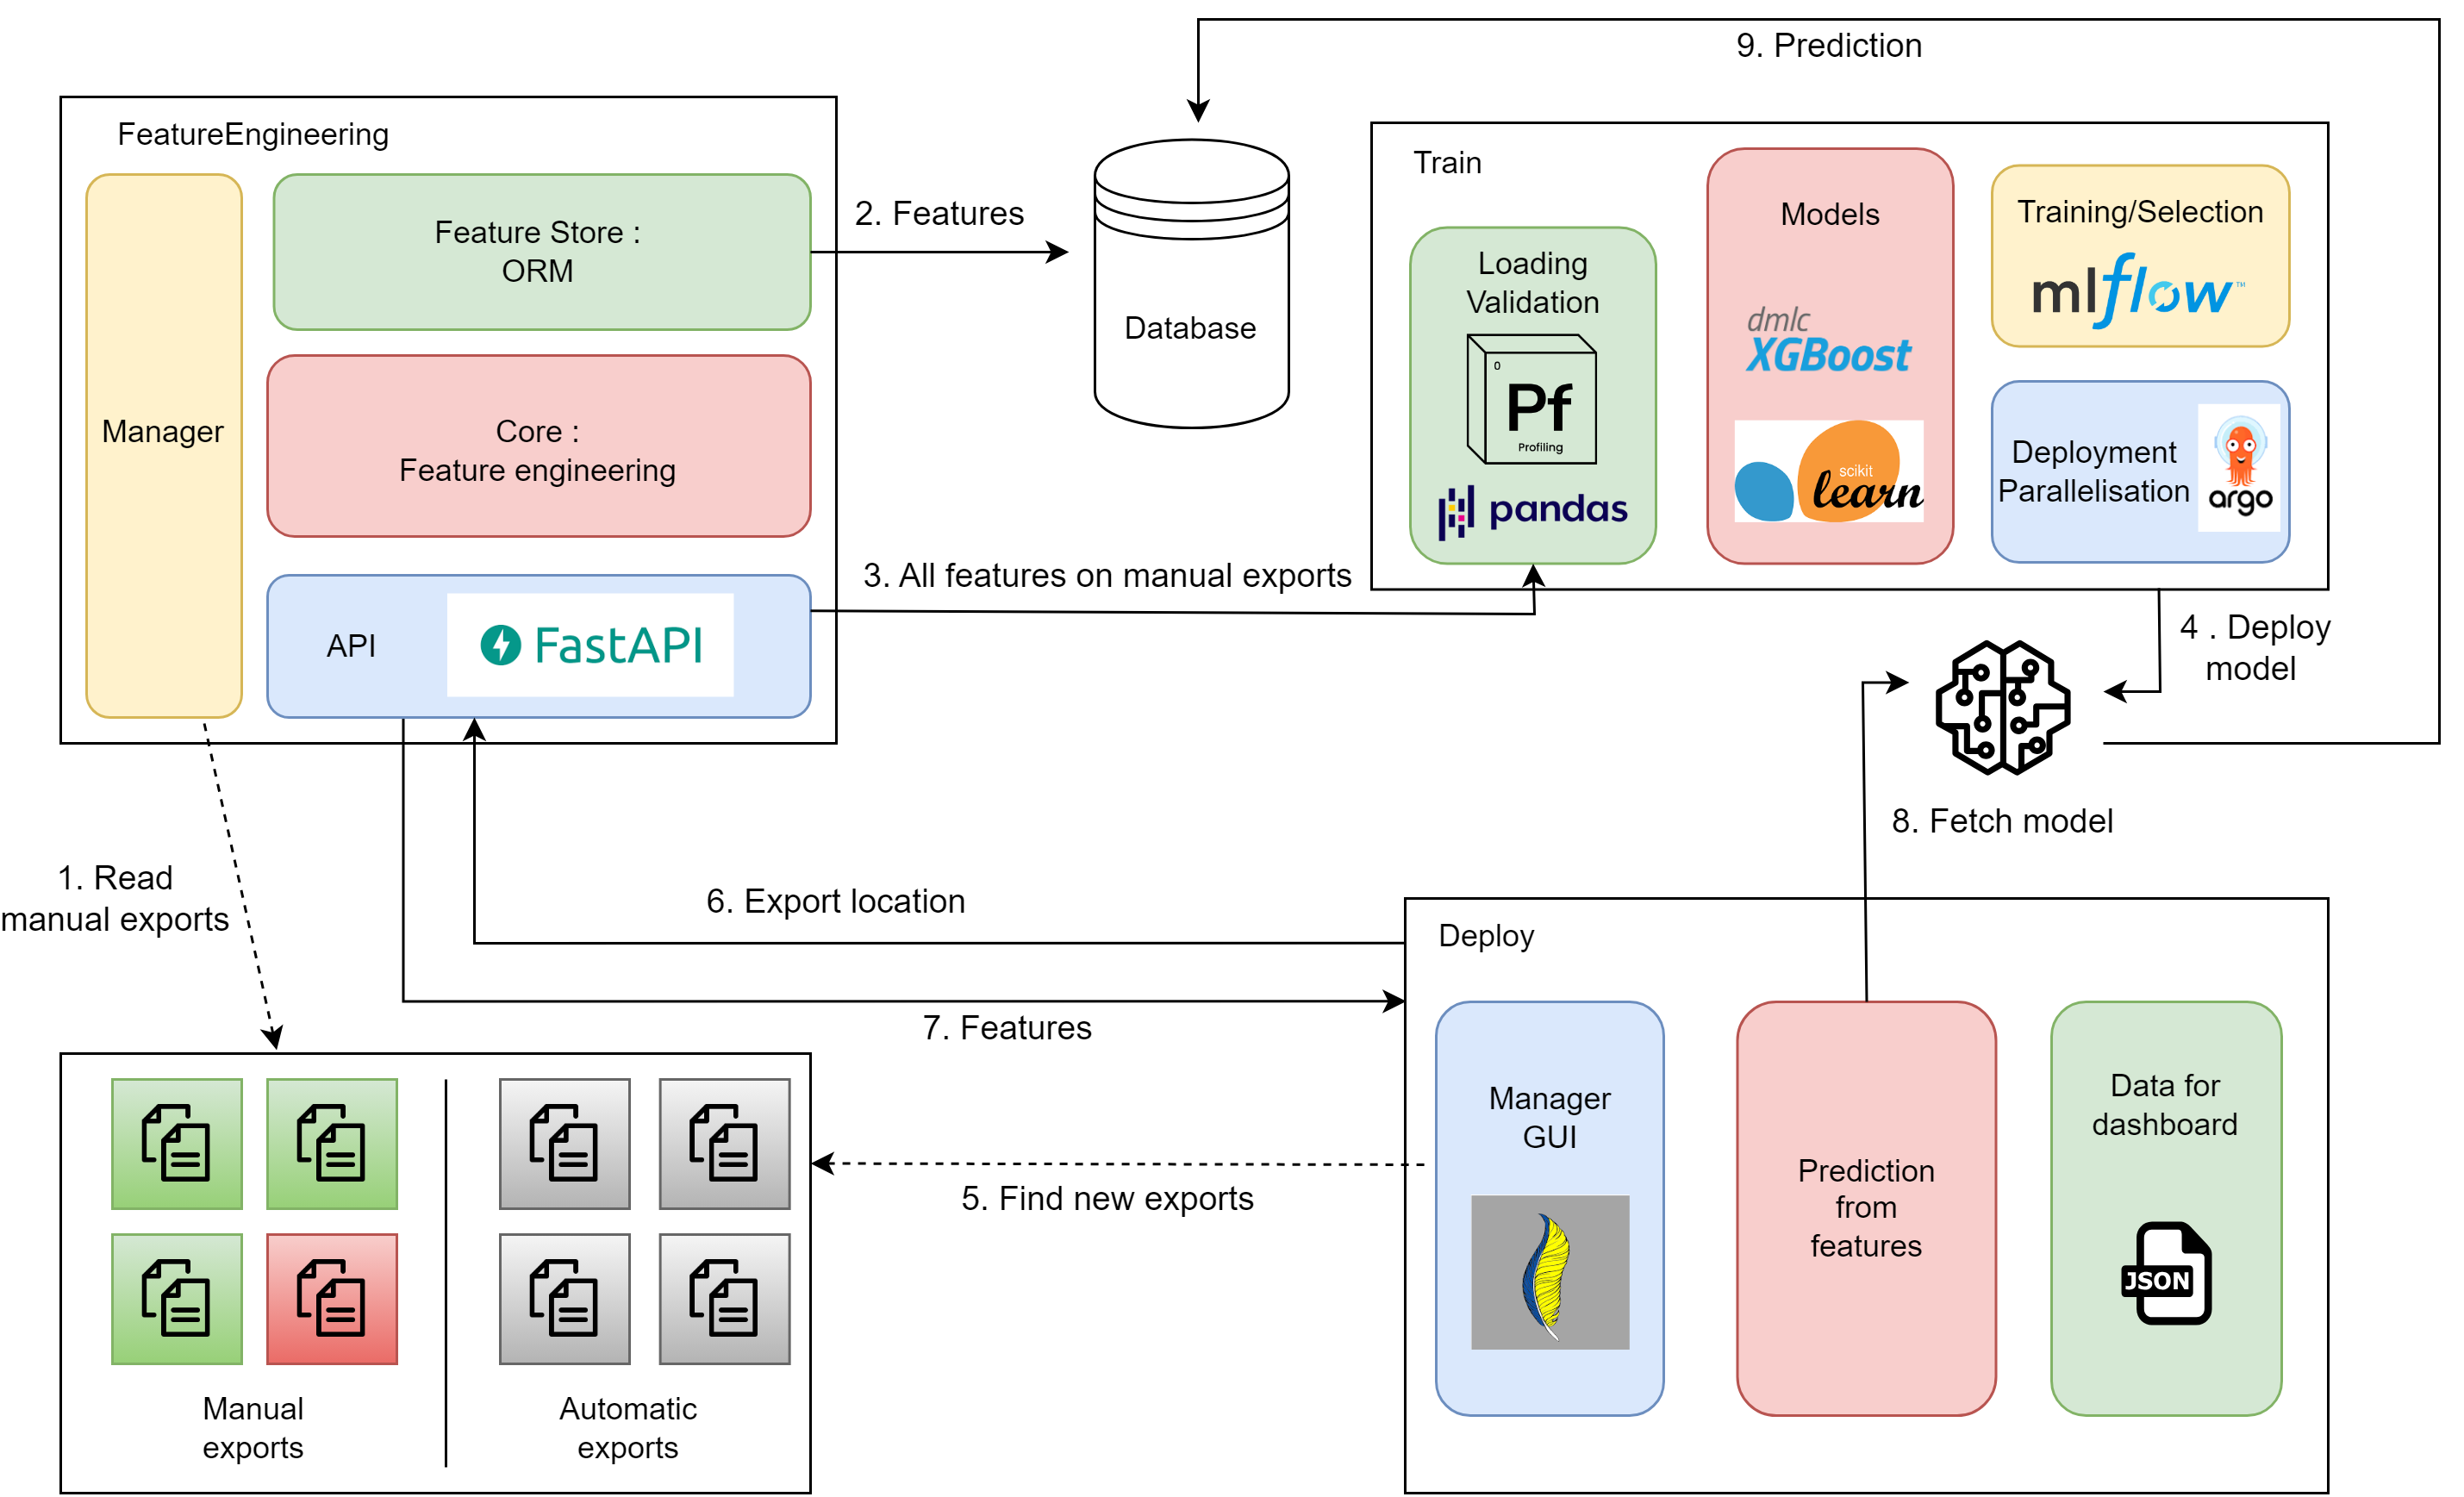 9. Prediction
FeatureEngineering
Manager
Feature Store :
ORM
Core :
Feature engineering
API
FastAPI
2. Features
Database
3. All features on manual exports
Train
Loading
Validation
0
Pf
Profiling
pandas
Models
dmlc
XGBoost
scikit
learn
Training/Selection
mlflow™
Deployment
Parallelisation
argo
4 . Deploy
model
8. Fetch model
1. Read
manual exports
6. Export location
7. Features
5. Find new exports
Manual
exports
Automatic
exports
Deploy
Manager
GUI
Prediction
from
features
Data for
dashboard
JSON